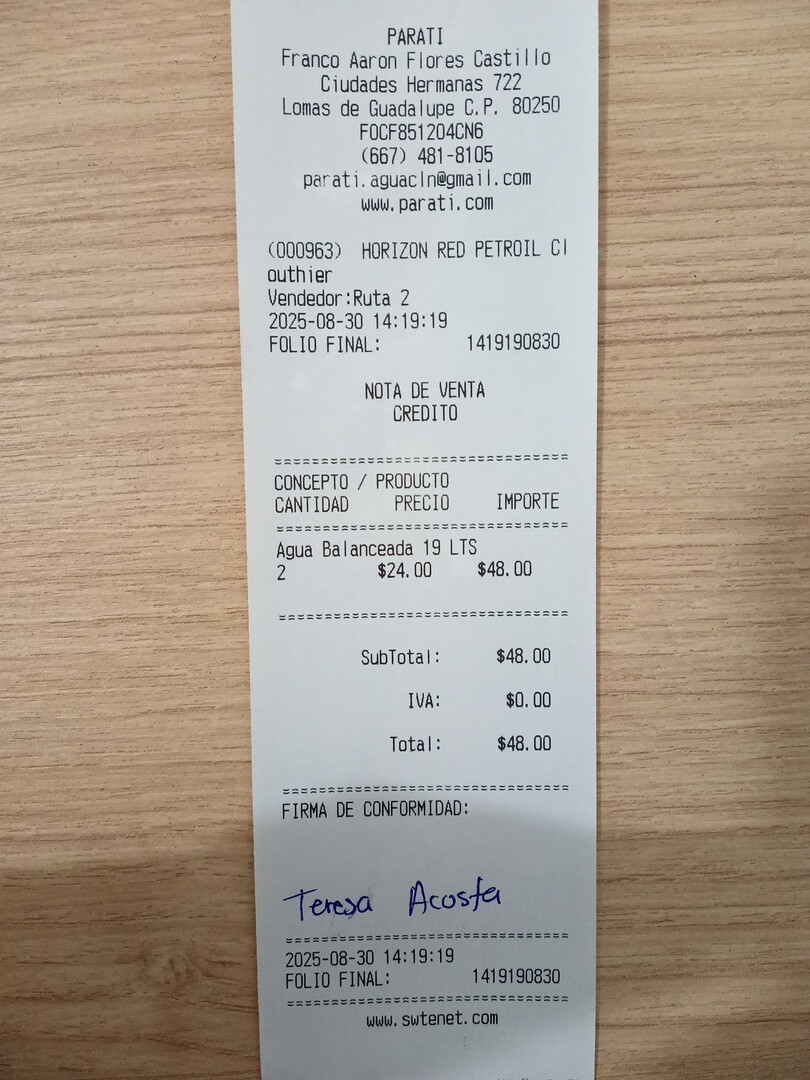 PARATI
Franco Aaron Flores Castillo
Ciudades Hermanas 722
Lomas de Guadalupe C.P. 80250
FOCF851204CN6
(667) 481-8105
parati.aguacln@gmail.com
www.parati.com
(000963) HORIZON RED PETROIL Cl
outhier
Vendedor:Ruta 2
2025-08-30 14:19:19
FOLIO FINAL: 1419190830
NOTA DE VENTA
CREDITO
==============================
CONCEPTO / PRODUCTO
CANTIDAD PRECIO IMPORTE
==============================
Agua Balanceada 19 LTS
2 $24.00 $48.00
==============================
SubTotal: $48.00
IVA: $0.00
Total: $48.00
==============================
FIRMA DE CONFORMIDAD:
Teresa Acosta
==============================
2025-08-30 14:19:19
FOLIO FINAL: 1419190830
==============================
www.swtenet.com